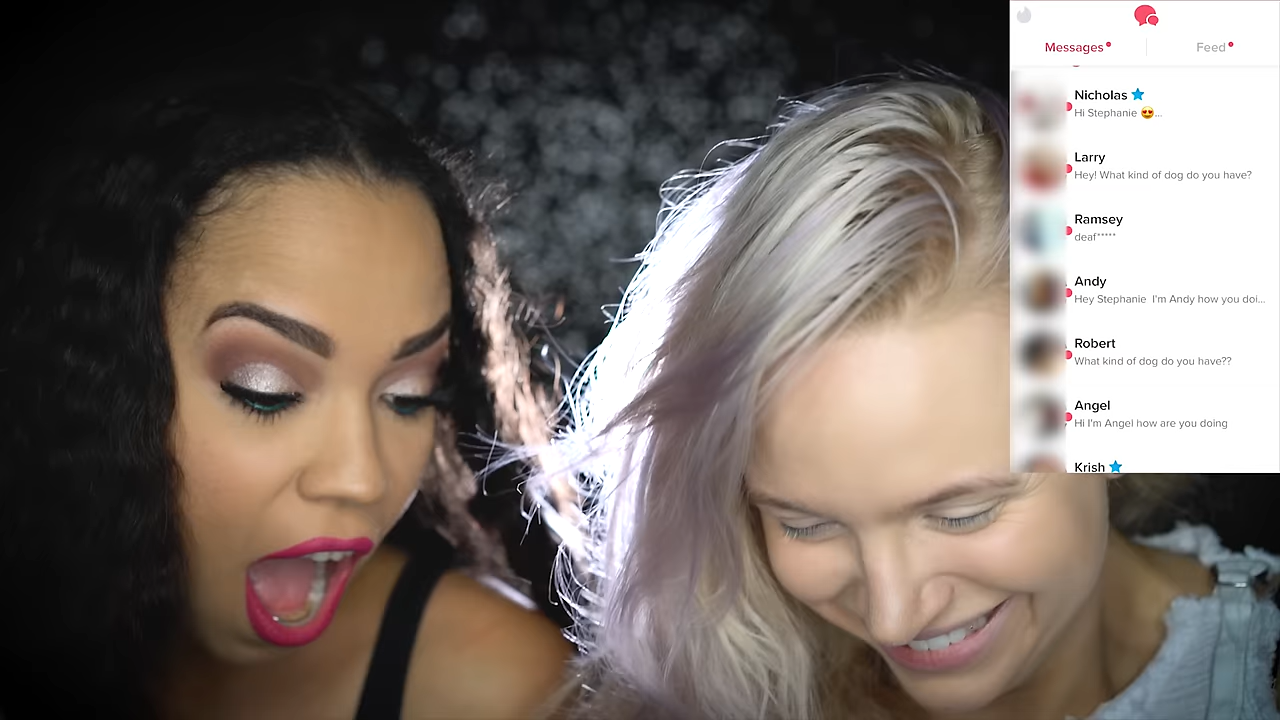 Messages Feed
Nicholas
Hi Stephanie 😍...
Larry
Hey! What kind of dog do you have?
Ramsey
deaf*****
Andy
Hey Stephanie I'm Andy how you doi...
Robert
What kind of dog do you have??
Angel
Hi I'm Angel how are you doing
Krish